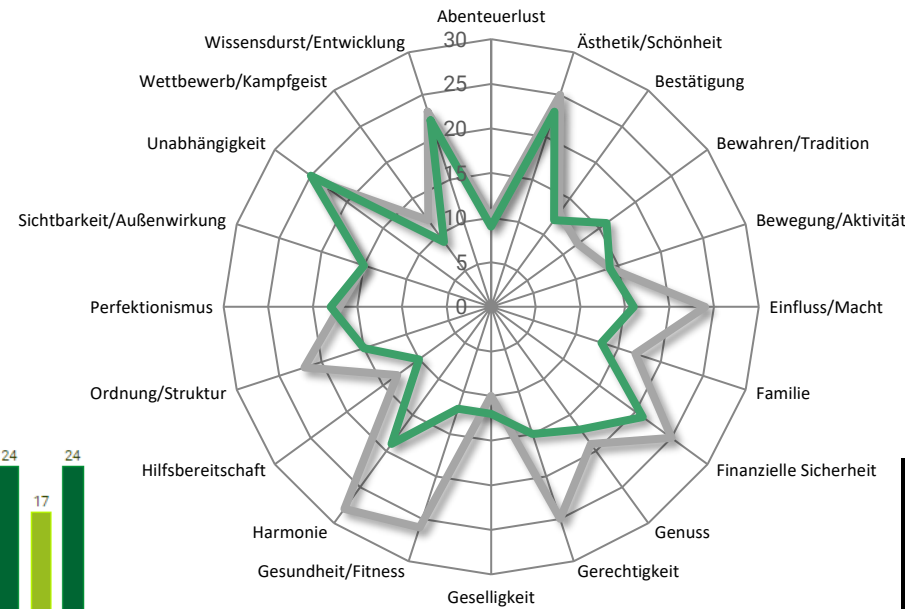 Abenteuerlust
30
Wissensdurst/Entwicklung
Ästhetik/Schönheit
25
Wettbewerb/Kampfgeist
Bestätigung
20
Unabhängigkeit
Bewahren/Tradition
15
10
Sichtbarkeit/Außenwirkung
Bewegung/Aktivität
5
Perfektionismus
0
Einfluss/Macht
Ordnung/Struktur
Familie
24
24
Hilfsbereitschaft
Finanzielle Sicherheit
17
Harmonie
Genuss
Gesundheit/Fitness
Gerechtigkeit
Geselligkeit